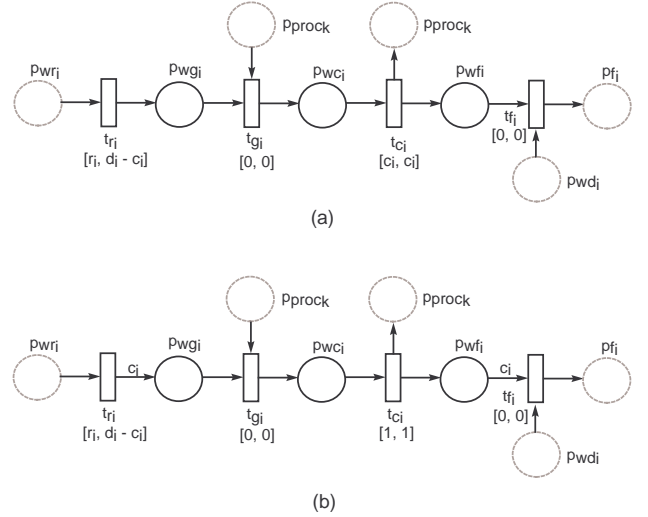 pprock pprock
pwri pwgi pwci pwfi pfi
tri tgi tci tfi
[ri, di - ci] [0, 0] [ci, ci] [0, 0]
pwdi
(a)
pprock pprock
pwri pwgi pwci pwfi pfi
ci ci
tri tgi tci tfi
[ri, di - ci] [0, 0] [1, 1] [0, 0]
pwdi
(b)